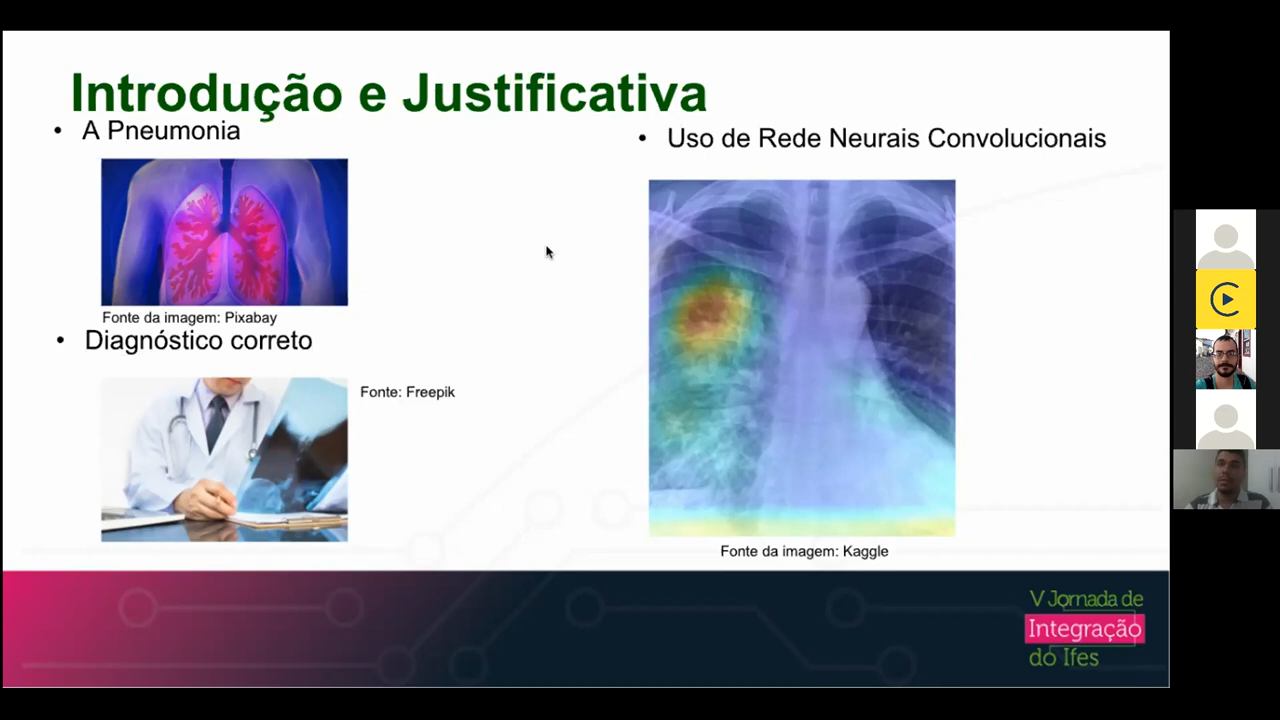 Introdução e Justificativa
• A Pneumonia
Fonte da imagem: Pixabay
• Diagnóstico correto
Fonte: Freepik
• Uso de Rede Neurais Convolucionais
Fonte da imagem: Kaggle
V Jornada de
Integração
do Ifes